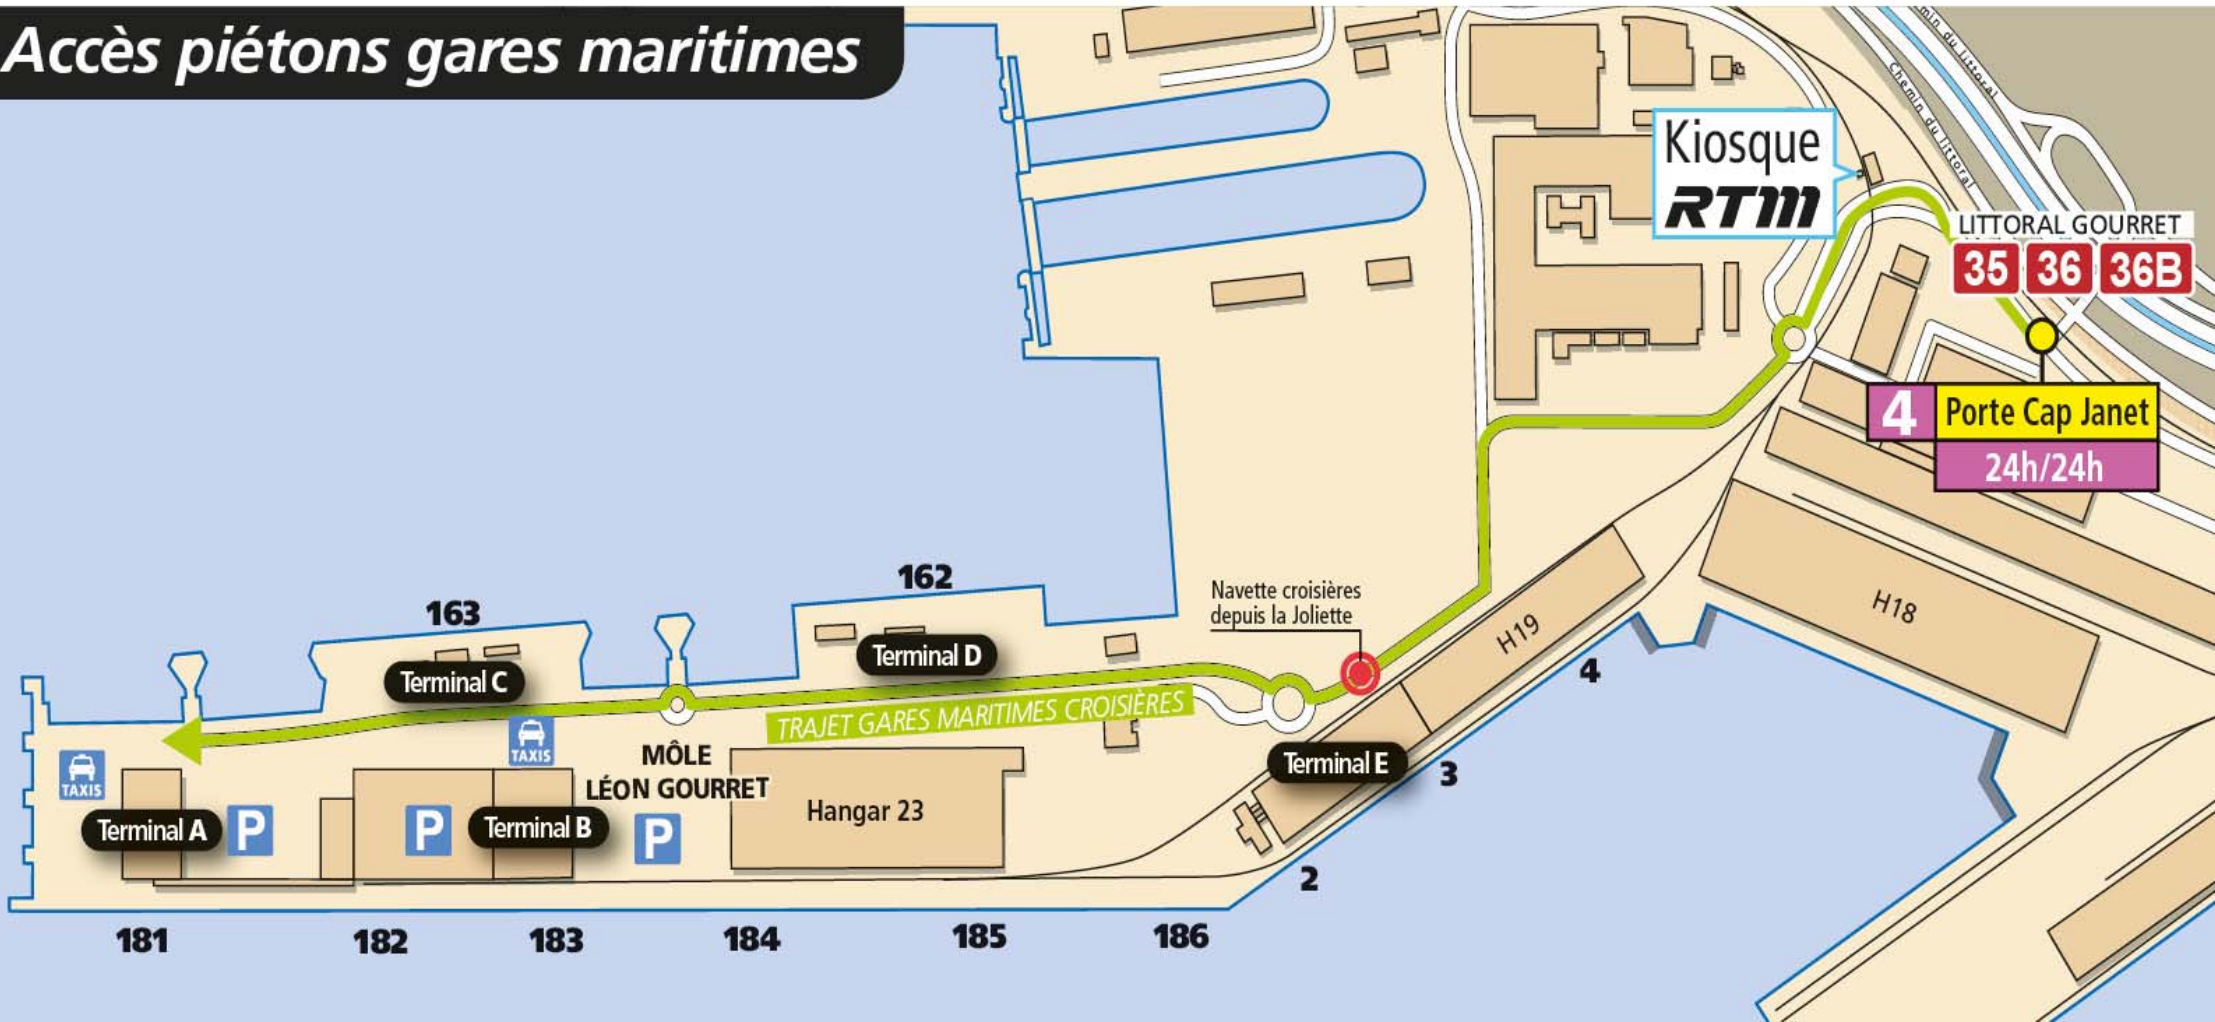 Accès piétons gares maritimes
min du littoral
Chemin du littoral
Kiosque
RTM
LITTORAL GOURRET
35 36 36B
4 Porte Cap Janet
24h/24h
162
163
Navette croisières
depuis la Joliette
H18
H19
Terminal D
Terminal C
4
TRAJET GARES MARITIMES CROISIÈRES
TAXIS
TAXIS
MÔLE
LÉON GOURRET
Terminal E
3
Hangar 23
Terminal A
P
P
Terminal B
P
2
181
182
183
184
185
186